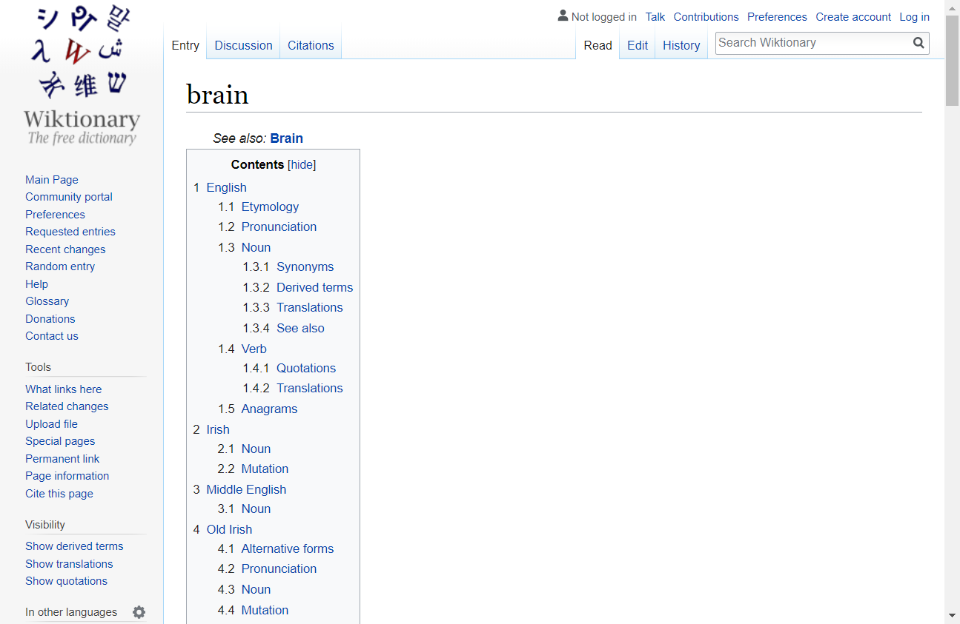 Not logged in Talk Contributions Preferences Create account Log in
Entry Discussion Citations Read Edit History Search Wiktionary
シ 말
λ W ش
维 ש
Wiktionary
The free dictionary
Main Page
Community portal
Preferences
Requested entries
Recent changes
Random entry
Help
Glossary
Donations
Contact us
Tools
What links here
Related changes
Upload file
Special pages
Permanent link
Page information
Cite this page
Visibility
Show derived terms
Show translations
Show quotations
In other languages
brain
See also: Brain
Contents [hide]
1 English
1.1 Etymology
1.2 Pronunciation
1.3 Noun
1.3.1 Synonyms
1.3.2 Derived terms
1.3.3 Translations
1.3.4 See also
1.4 Verb
1.4.1 Quotations
1.4.2 Translations
1.5 Anagrams
2 Irish
2.1 Noun
2.2 Mutation
3 Middle English
3.1 Noun
4 Old Irish
4.1 Alternative forms
4.2 Pronunciation
4.3 Noun
4.4 Mutation